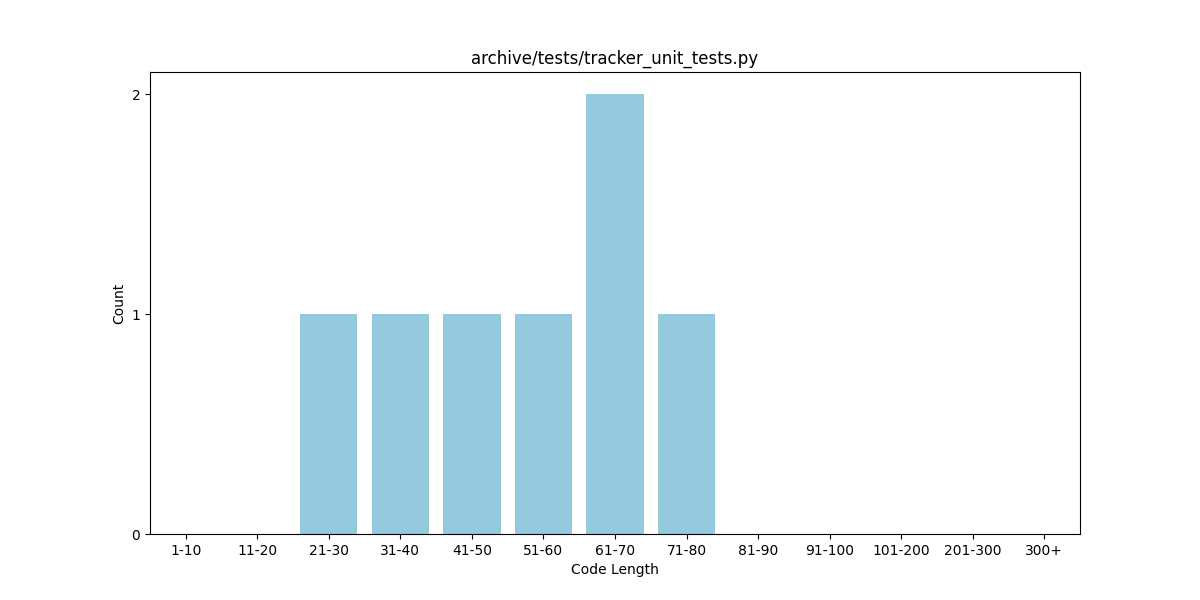 archive/tests/tracker_unit_tests.py
2
1
0
Count
1-10 11-20 21-30 31-40 41-50 51-60 61-70 71-80 81-90 91-100 101-200 201-300 300+
Code Length